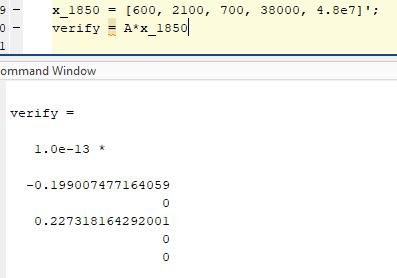 9 – x_1850 = [600, 2100, 700, 38000, 4.8e7]';
0 – verify = A*x_1850
1
ommand Window
verify =
1.0e-13 *
-0.199007477164059
0
0.227318164292001
0
0